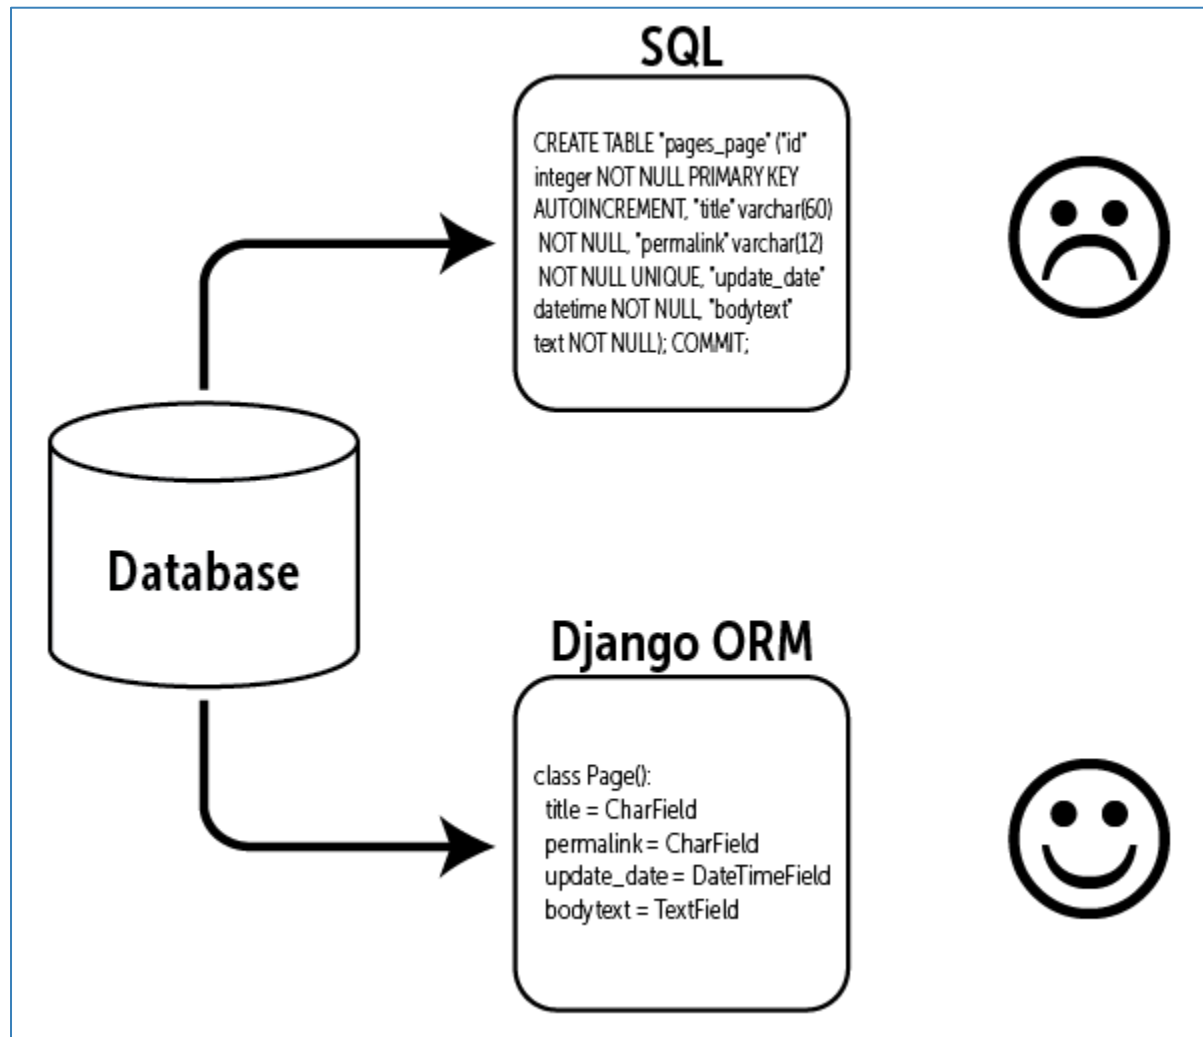 SQL
CREATE TABLE "pages_page" ("id"
integer NOT NULL PRIMARY KEY
AUTOINCREMENT, "title" varchar(60)
NOT NULL, "permalink" varchar(12)
NOT NULL UNIQUE, "update_date"
datetime NOT NULL, "bodytext"
text NOT NULL); COMMIT;
Database
Django ORM
class Page():
title = CharField
permalink = CharField
update_date = DateTimeField
bodytext = TextField